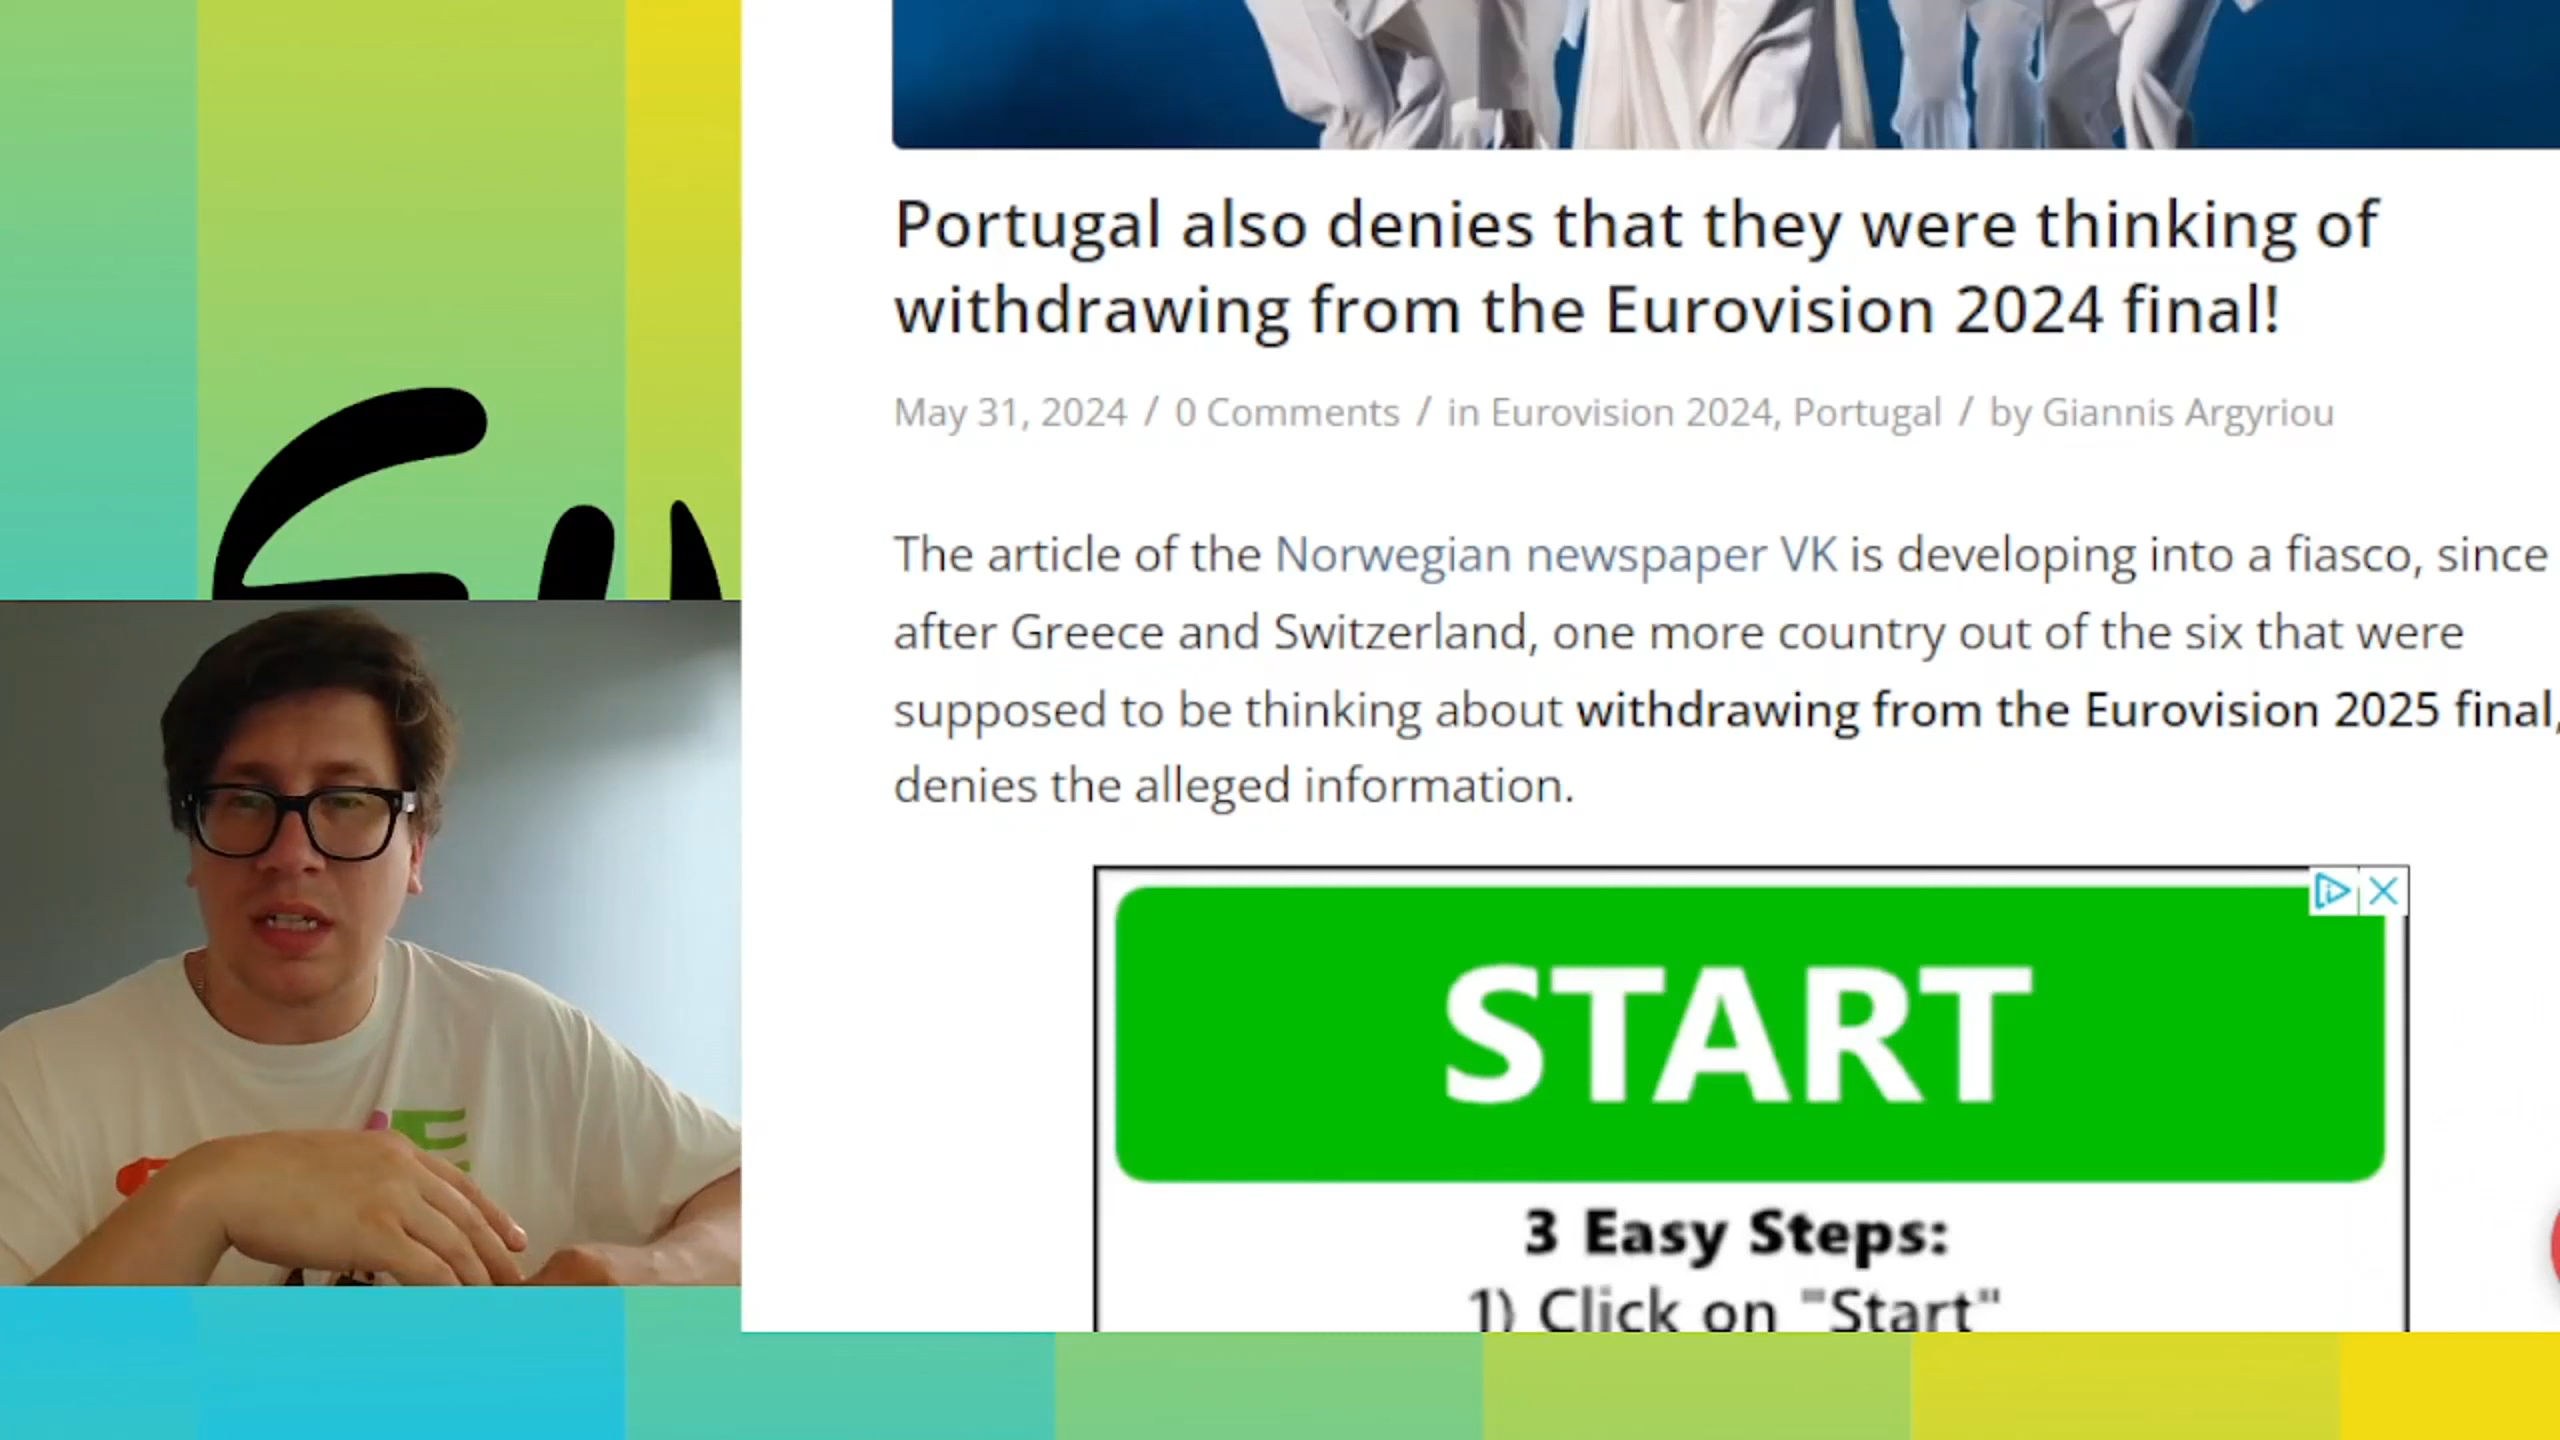 Portugal also denies that they were thinking of
withdrawing from the Eurovision 2024 final!
May 31, 2024 / 0 Comments / in Eurovision 2024, Portugal / by Giannis Argyriou
The article of the Norwegian newspaper VK is developing into a fiasco, since
after Greece and Switzerland, one more country out of the six that were
supposed to be thinking about withdrawing from the Eurovision 2025 final,
denies the alleged information.
START
3 Easy Steps:
1) Click on "Start"